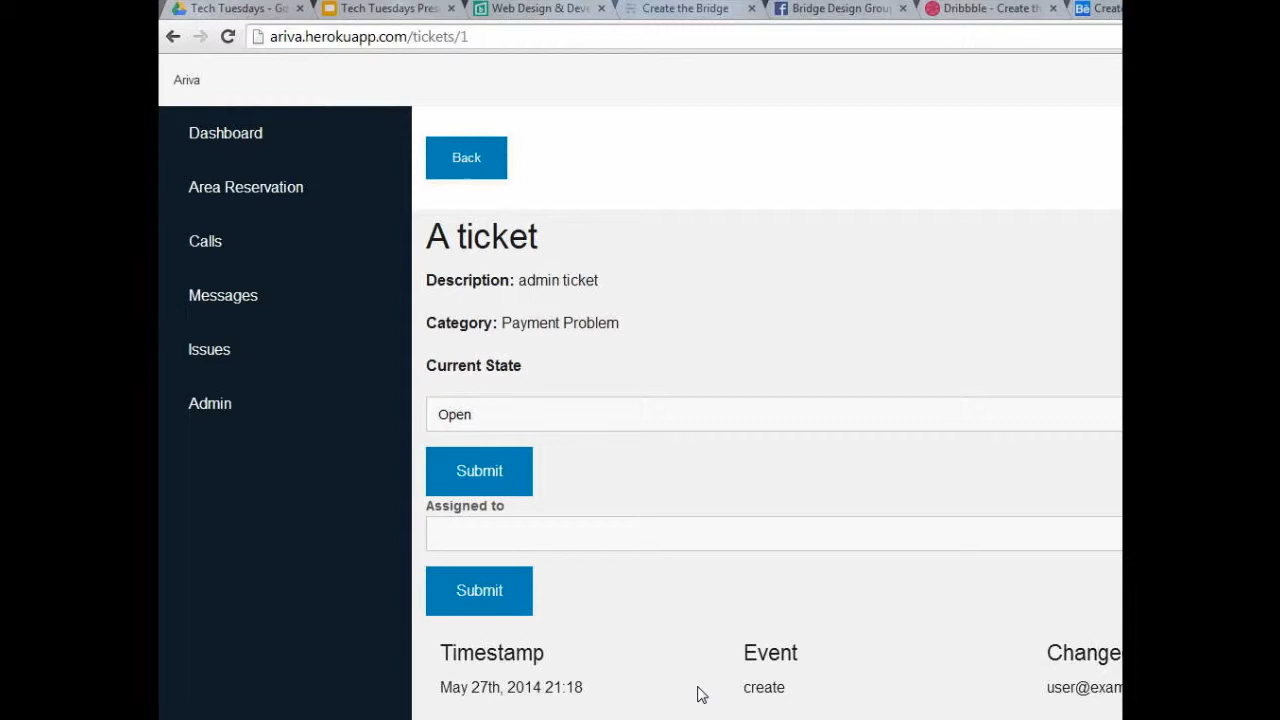 Tech Tuesdays - Go
Tech Tuesdays Pres
Web Design & Deve
Create the Bridge
Bridge Design Group
Dribbble - Create th
Bē
Create
ariva.herokuapp.com/tickets/1
Ariva
Dashboard
Area Reservation
Calls
Messages
Issues
Admin
Back
A ticket
Description: admin ticket
Category: Payment Problem
Current State
Open
Submit
Assigned to
Submit
Timestamp Event Change
May 27th, 2014 21:18 create user@exam